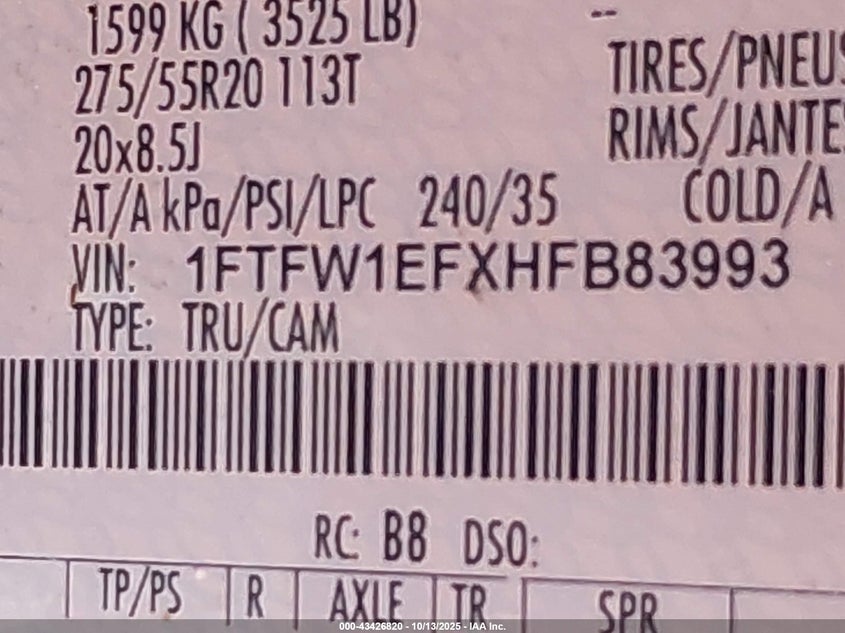 1599 KG ( 3525 LB) --
275/55R20 113T TIRES/PNEUS
20x8.5J RIMS/JANTES
AT/A kPa/PSI/LPC 240/35 COLD/A
VIN: 1FTFW1EFXHFB83993
TYPE: TRU/CAM
RC: B8 DSO:
TP/PS R AXLE TR SPR
000-43426820 - 10/13/2025 - IAA Inc.